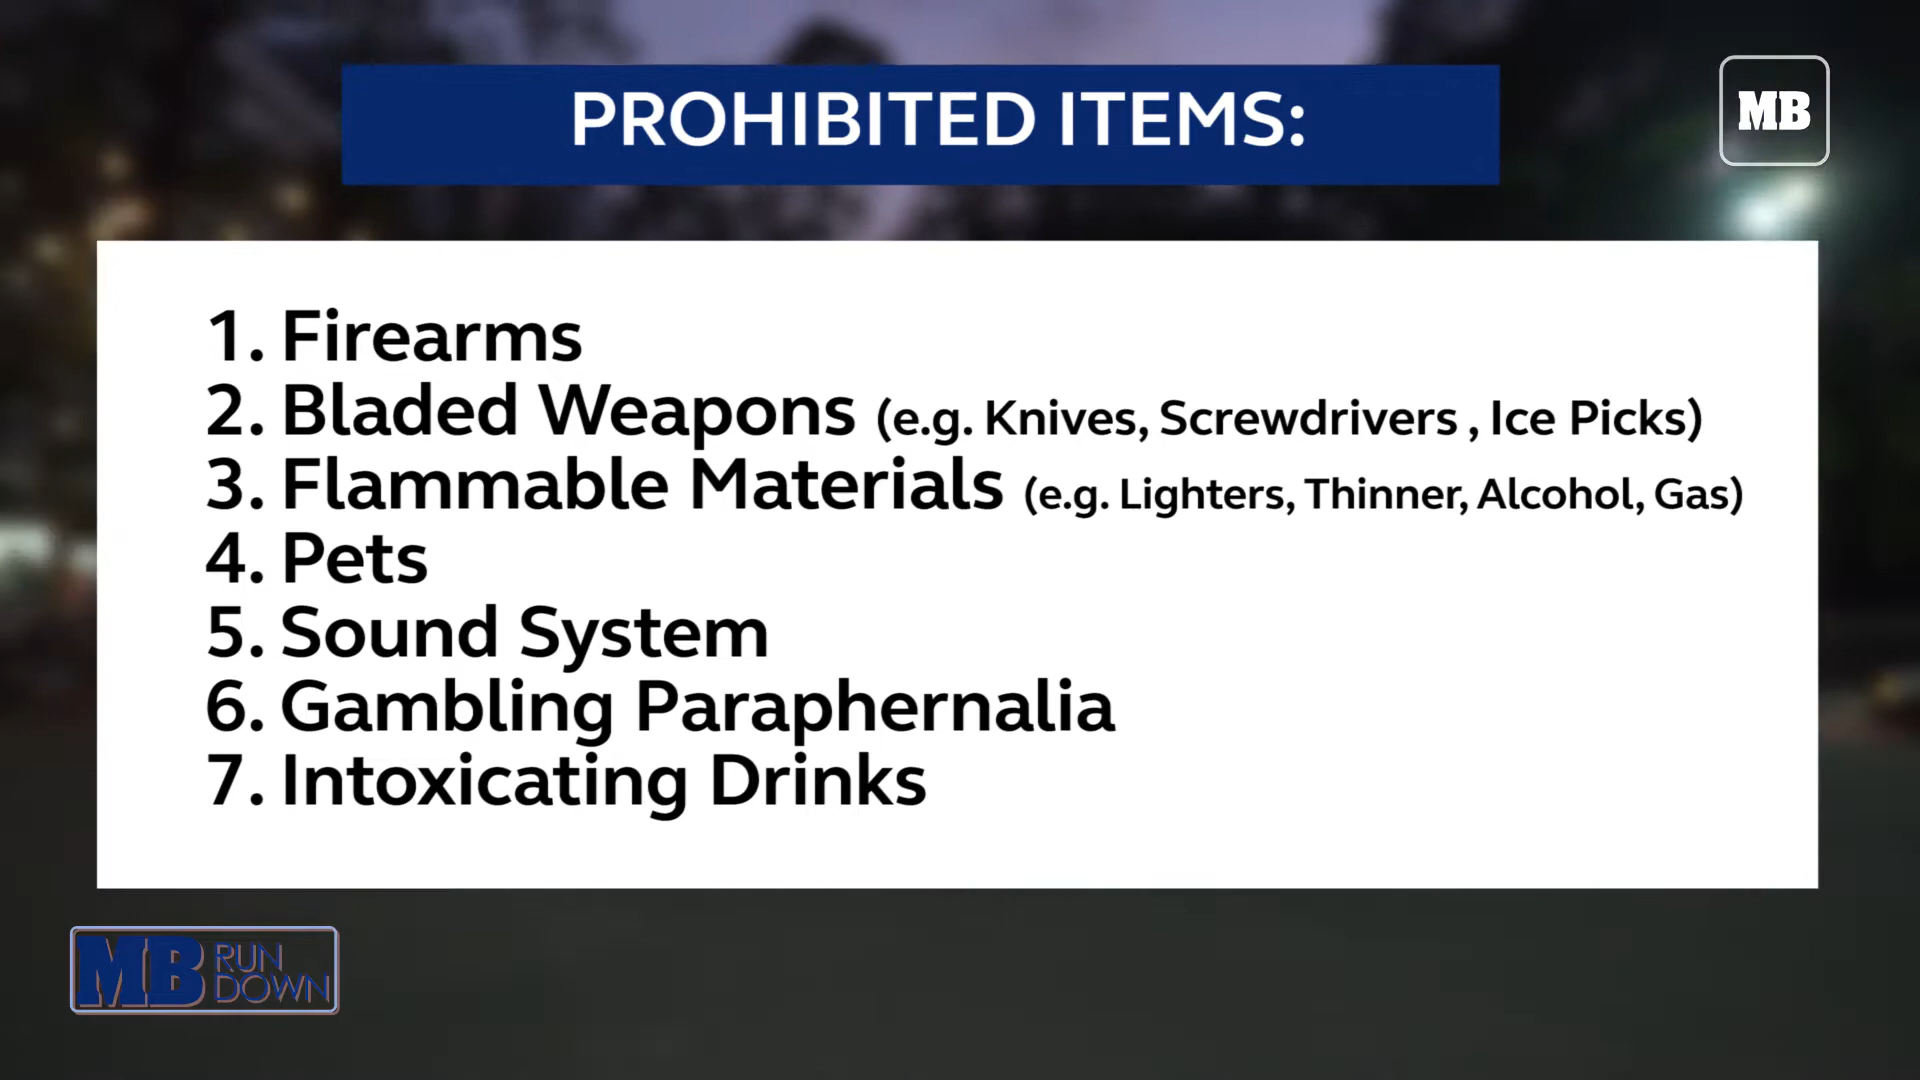 PROHIBITED ITEMS:
MB
1. Firearms
2. Bladed Weapons (e.g. Knives, Screwdrivers , Ice Picks)
3. Flammable Materials (e.g. Lighters, Thinner, Alcohol, Gas)
4. Pets
5. Sound System
6. Gambling Paraphernalia
7. Intoxicating Drinks
MB RUN
DOWN